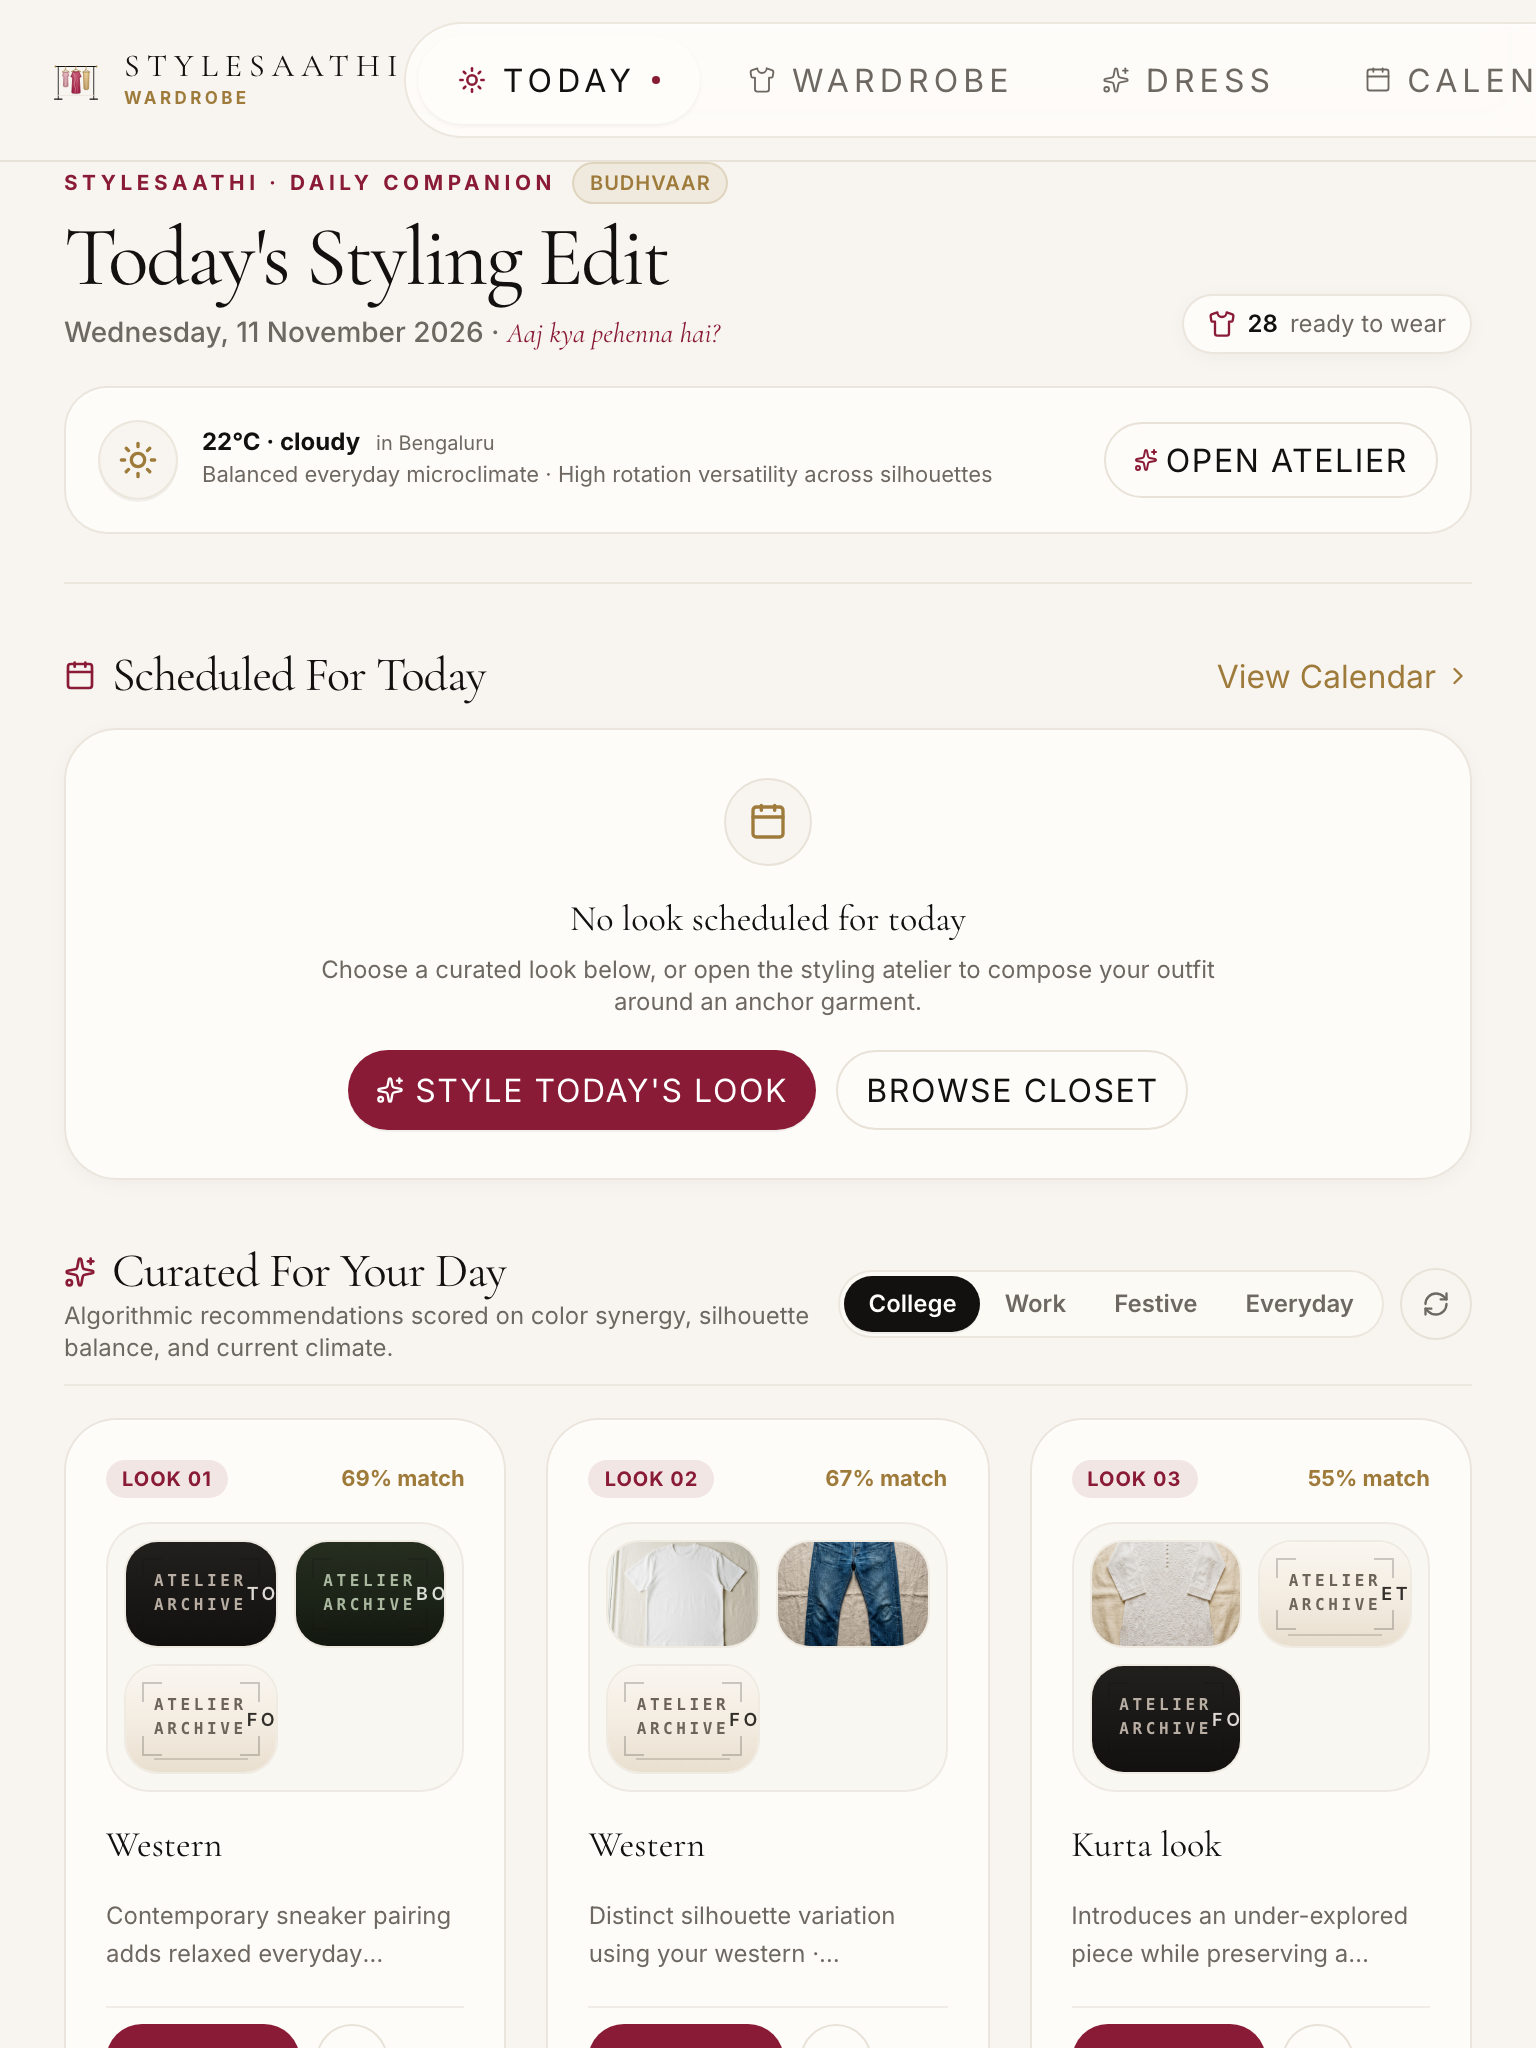 STYLESAATHI
WARDROBE
TODAY
WARDROBE
DRESS
CALEN
STYLESAATHI · DAILY COMPANION
BUDHVAAR
Today's Styling Edit
Wednesday, 11 November 2026 · Aaj kya pehenna hai?
28 ready to wear
22°C · cloudy in Bengaluru
Balanced everyday microclimate · High rotation versatility across silhouettes
OPEN ATELIER
Scheduled For Today
View Calendar
No look scheduled for today
Choose a curated look below, or open the styling atelier to compose your outfit
around an anchor garment.
STYLE TODAY'S LOOK
BROWSE CLOSET
Curated For Your Day
Algorithmic recommendations scored on color synergy, silhouette
balance, and current climate.
College
Work
Festive
Everyday
LOOK 01
69% match
ATELIER
ARCHIVE
TO
ATELIER
ARCHIVE
BO
ATELIER
ARCHIVE
FO
Western
Contemporary sneaker pairing
adds relaxed everyday...
LOOK 02
67% match
ATELIER
ARCHIVE
FO
Western
Distinct silhouette variation
using your western ·...
LOOK 03
55% match
ATELIER
ARCHIVE
ET
ATELIER
ARCHIVE
FO
Kurta look
Introduces an under-explored
piece while preserving a...